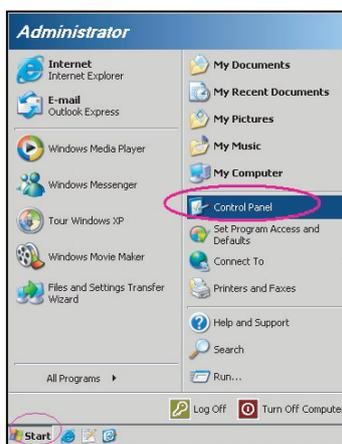 Administrator
Internet
Internet Explorer
E-mail
Outlook Express
Windows Media Player
Windows Messenger
Tour Windows XP
Windows Movie Maker
Files and Settings Transfer
Wizard
All Programs
My Documents
My Recent Documents
My Pictures
My Music
My Computer
Control Panel
Set Program Access and
Defaults
Connect To
Printers and Faxes
Help and Support
Search
Run...
Log Off
Turn Off Compute
Start